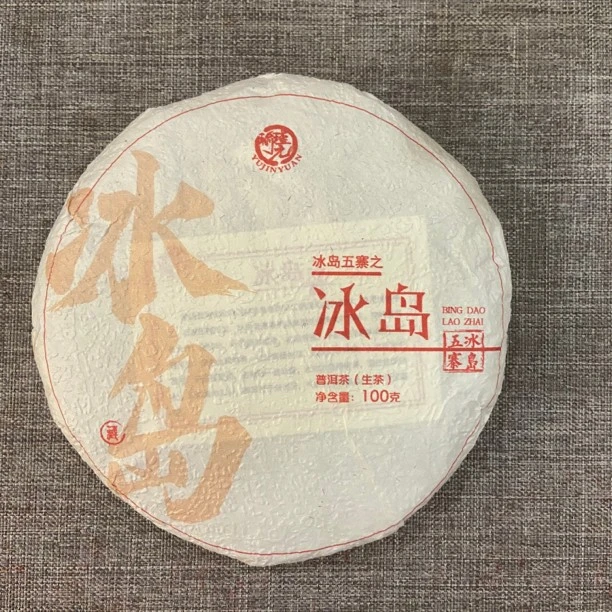 YUJINYUAN
冰岛
冰岛五寨之
冰岛
BING DAO
LAO ZHAI
冰岛
五寨
普洱茶（生茶）
净含量：100克
藏